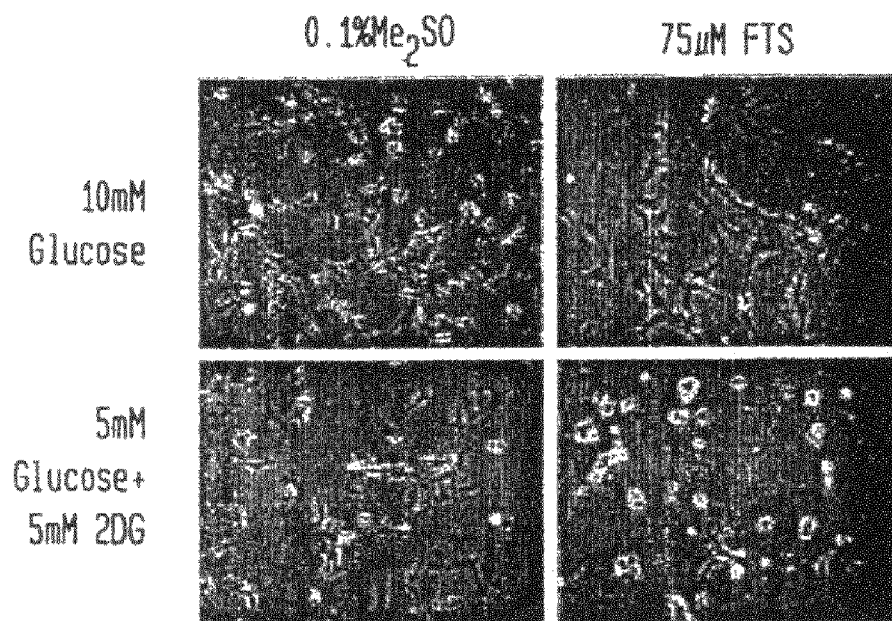 0.1%Me₂SO
75µM FTS
10mM
Glucose
5mM
Glucose+
5mM 2DG